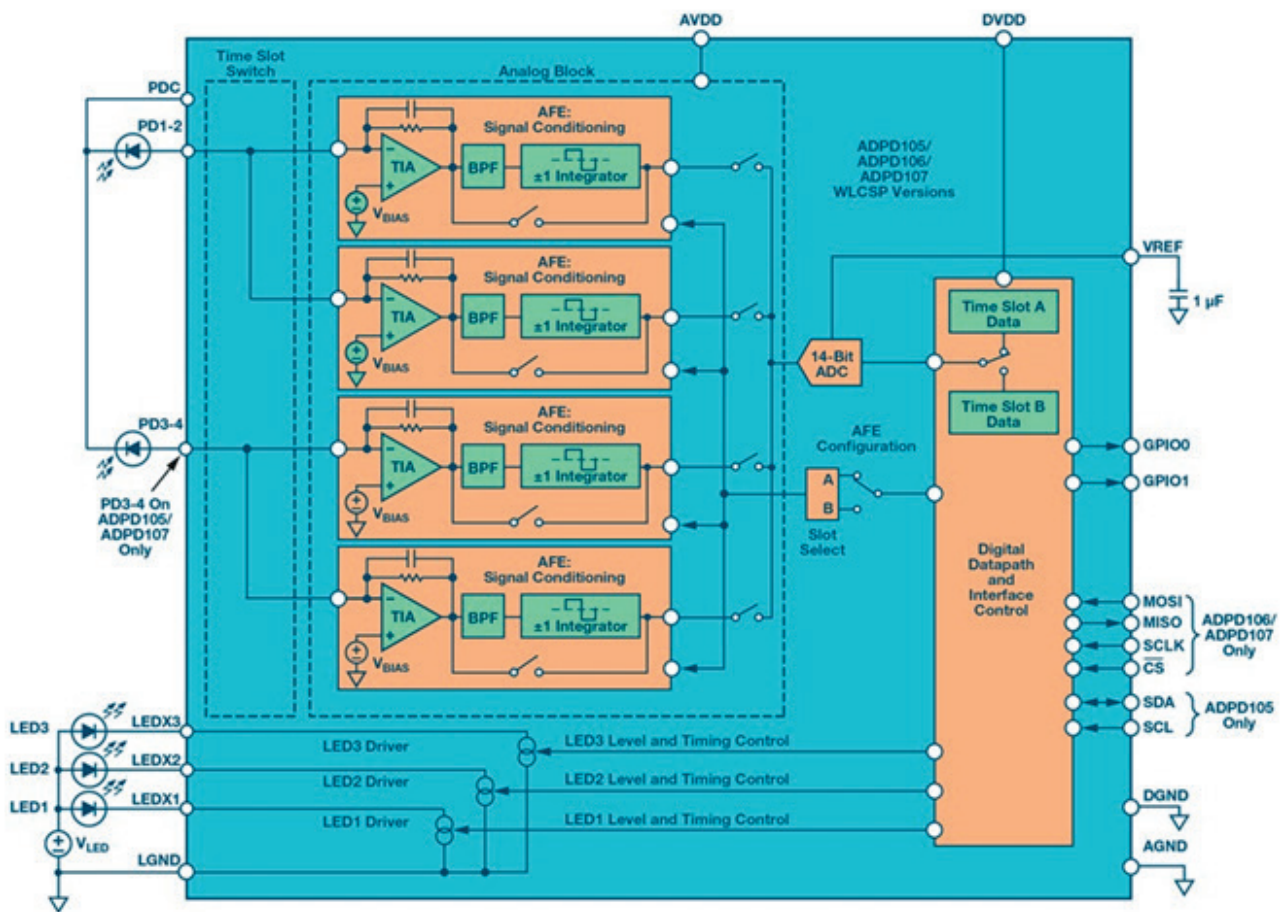 AVDD
DVDD
Time Slot
Switch
Analog Block
PDC
PD1-2
AFE:
Signal Conditioning
−
TIA
+
BPF
±1 Integrator
VBIAS
ADPD105/
ADPD106/
ADPD107
WLCSP Versions
VREF
1 µF
AFE:
Signal Conditioning
−
TIA
+
BPF
±1 Integrator
VBIAS
Time Slot A
Data
14-Bit
ADC
Time Slot B
Data
PD3-4
PD3-4 On
ADPD105/
ADPD107
Only
AFE:
Signal Conditioning
−
TIA
+
BPF
±1 Integrator
VBIAS
AFE
Configuration
A
B
Slot
Select
GPIO0
GPIO1
Digital
Datapath
and
Interface
Control
AFE:
Signal Conditioning
−
TIA
+
BPF
±1 Integrator
VBIAS
MOSI
MISO
SCLK
CS
ADPD106/
ADPD107
Only
SDA
SCL
ADPD105
Only
LED3
LEDX3
LED3 Driver
LED3 Level and Timing Control
LED2
LEDX2
LED2 Driver
LED2 Level and Timing Control
LED1
LEDX1
LED1 Driver
LED1 Level and Timing Control
VLED
LGND
DGND
AGND